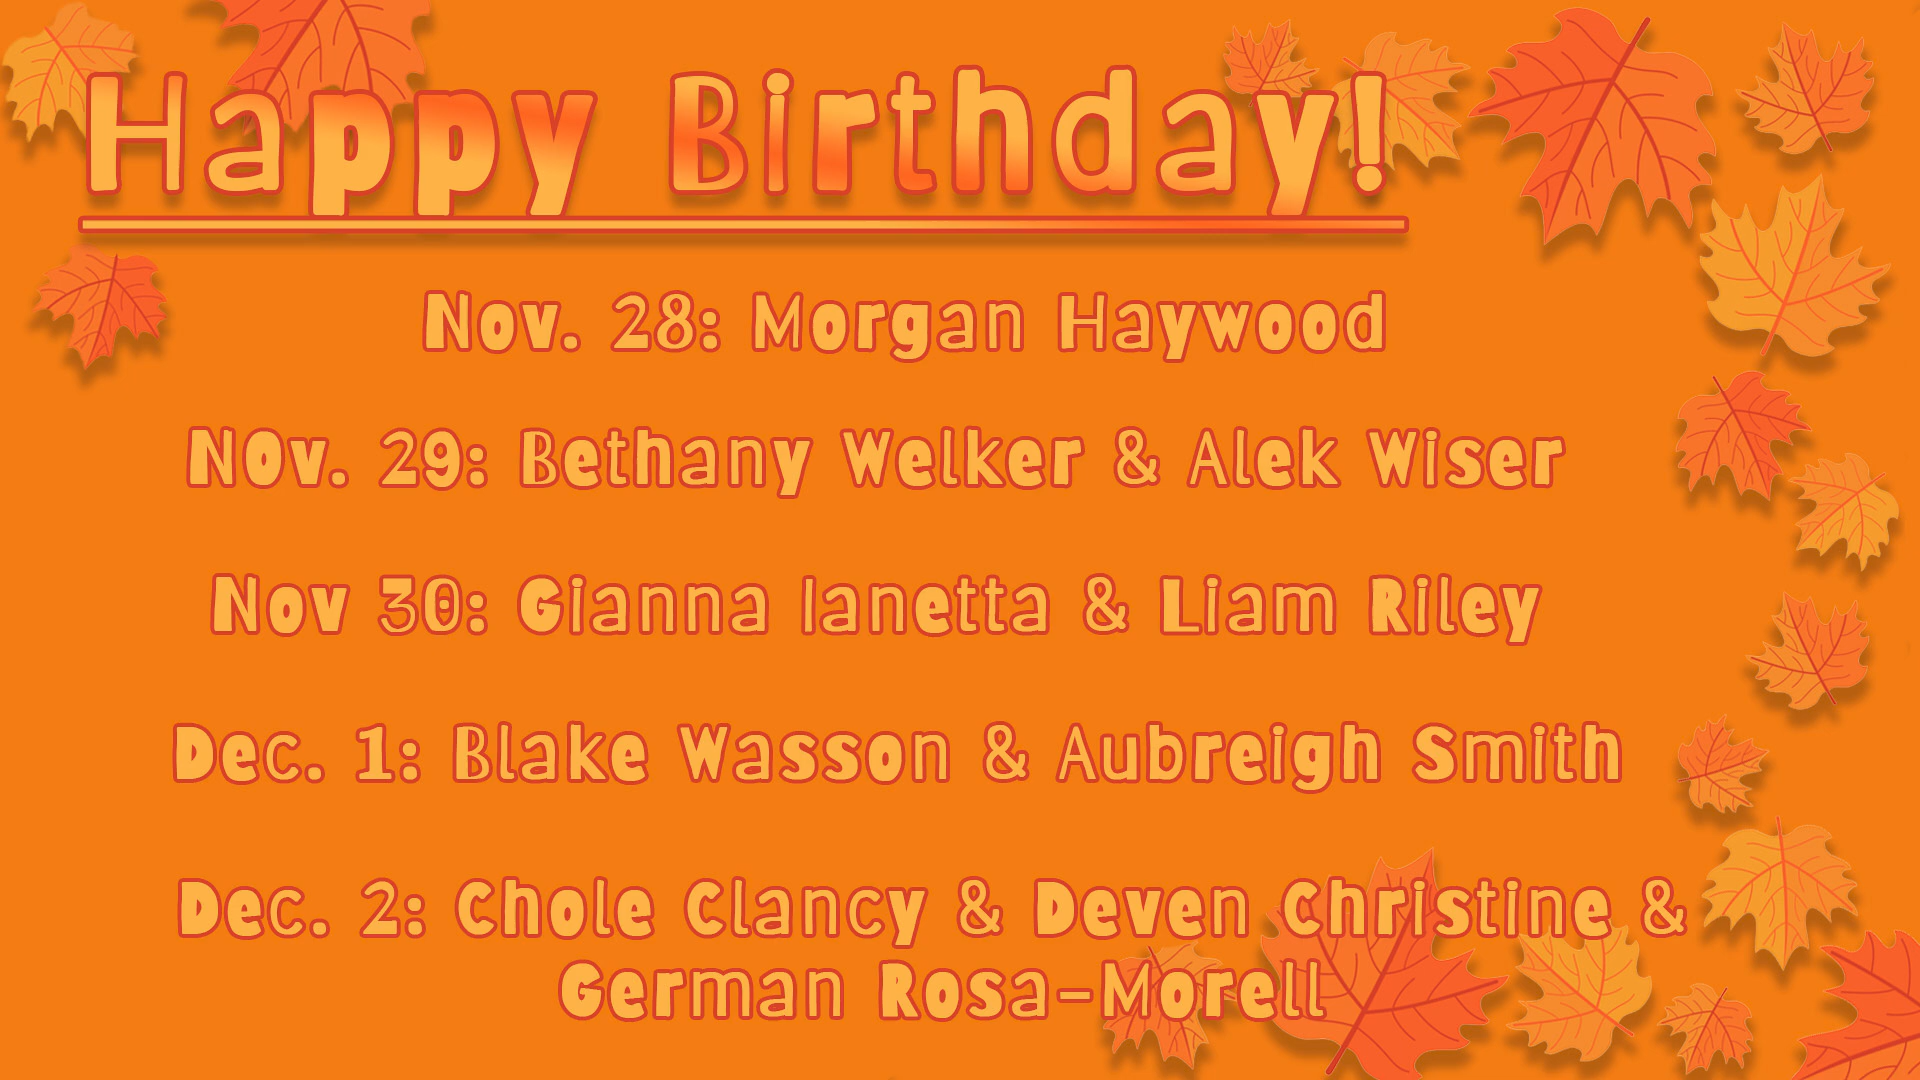 Happy Birthday!
Nov. 28: Morgan Haywood
NOv. 29: Bethany Welker & Alek Wiser
Nov 30: Gianna Ianetta & Liam Riley
Dec. 1: Blake Wasson & Aubreigh Smith
Dec. 2: Chole Clancy & Deven Christine &
German Rosa-Morell